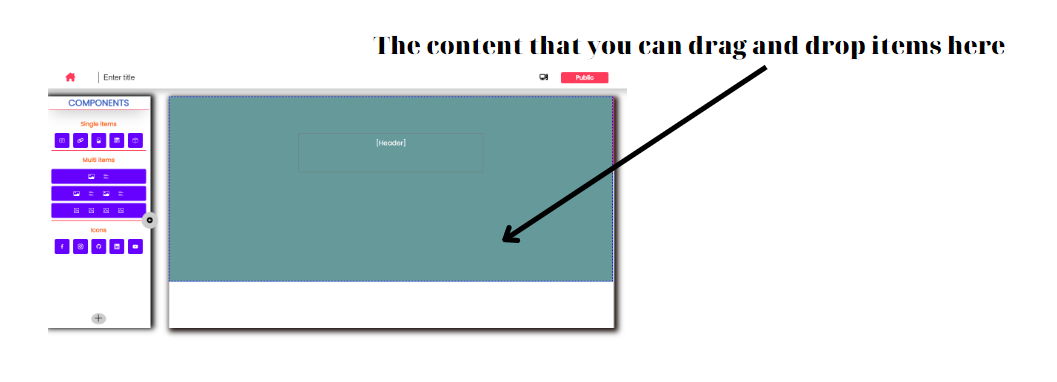 The content that you can drag and drop items here
Enter title
Public
COMPONENTS
Single items
Multi items
Icons
[Header]